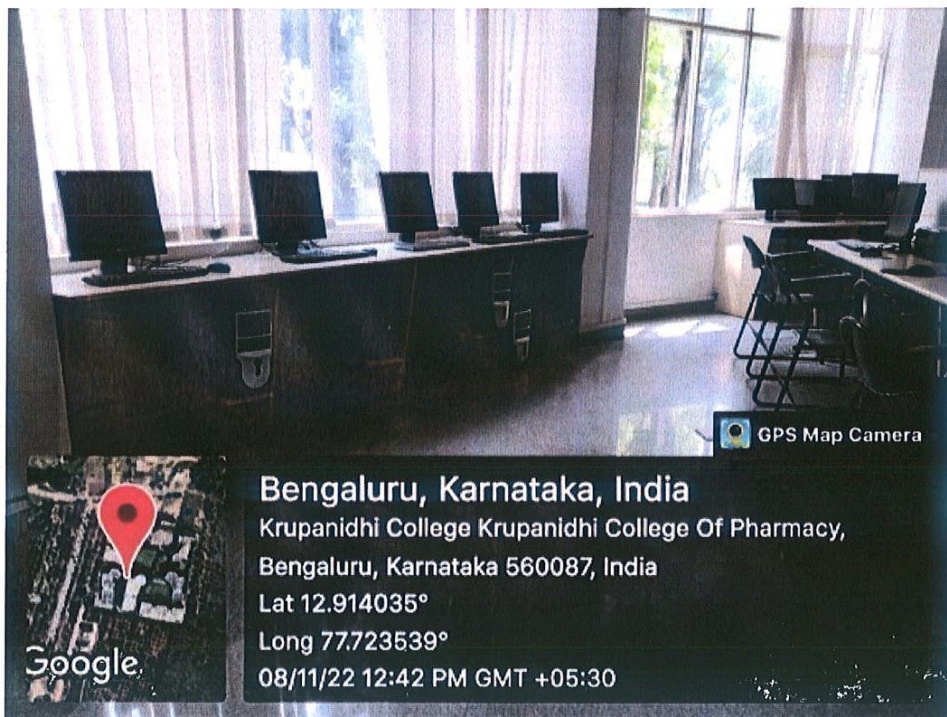 GPS Map Camera
Bengaluru, Karnataka, India
Krupanidhi College Krupanidhi College Of Pharmacy,
Bengaluru, Karnataka 560087, India
Lat 12.914035°
Long 77.723539°
08/11/22 12:42 PM GMT +05:30
Google